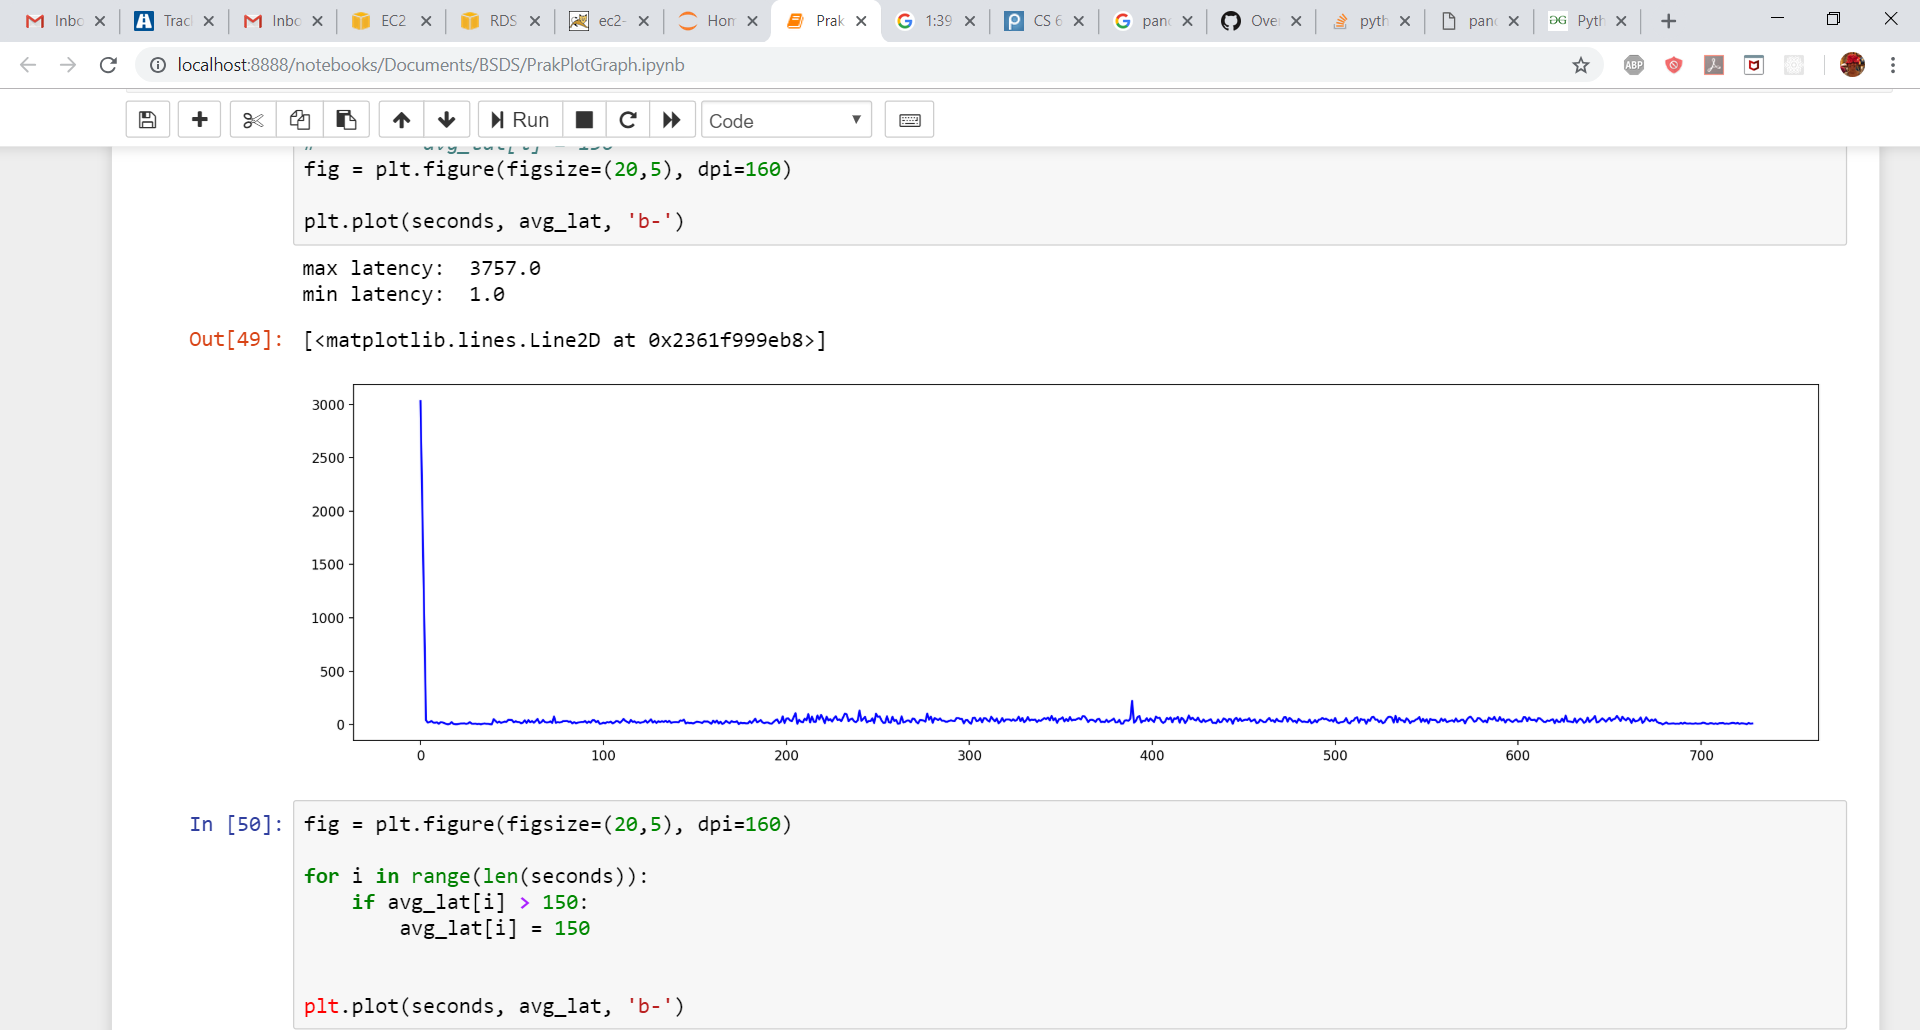 Inbo
Trac
Inbo
EC2
RDS
ec2-
Hom
Prak
1:39
CS 6
panc
Over
pyth
panc
Pyth
localhost:8888/notebooks/Documents/BSDS/PrakPlotGraph.ipynb
ABP
Run
Code
# avg_lat[i] = 150
fig = plt.figure(figsize=(20,5), dpi=160)
plt.plot(seconds, avg_lat, 'b-')
max latency: 3757.0
min latency: 1.0
Out[49]: [<matplotlib.lines.Line2D at 0x2361f999eb8>]
3000
2500
2000
1500
1000
500
0
0 100 200 300 400 500 600 700
In [50]: fig = plt.figure(figsize=(20,5), dpi=160)
for i in range(len(seconds)):
if avg_lat[i] > 150:
avg_lat[i] = 150
plt.plot(seconds, avg_lat, 'b-')